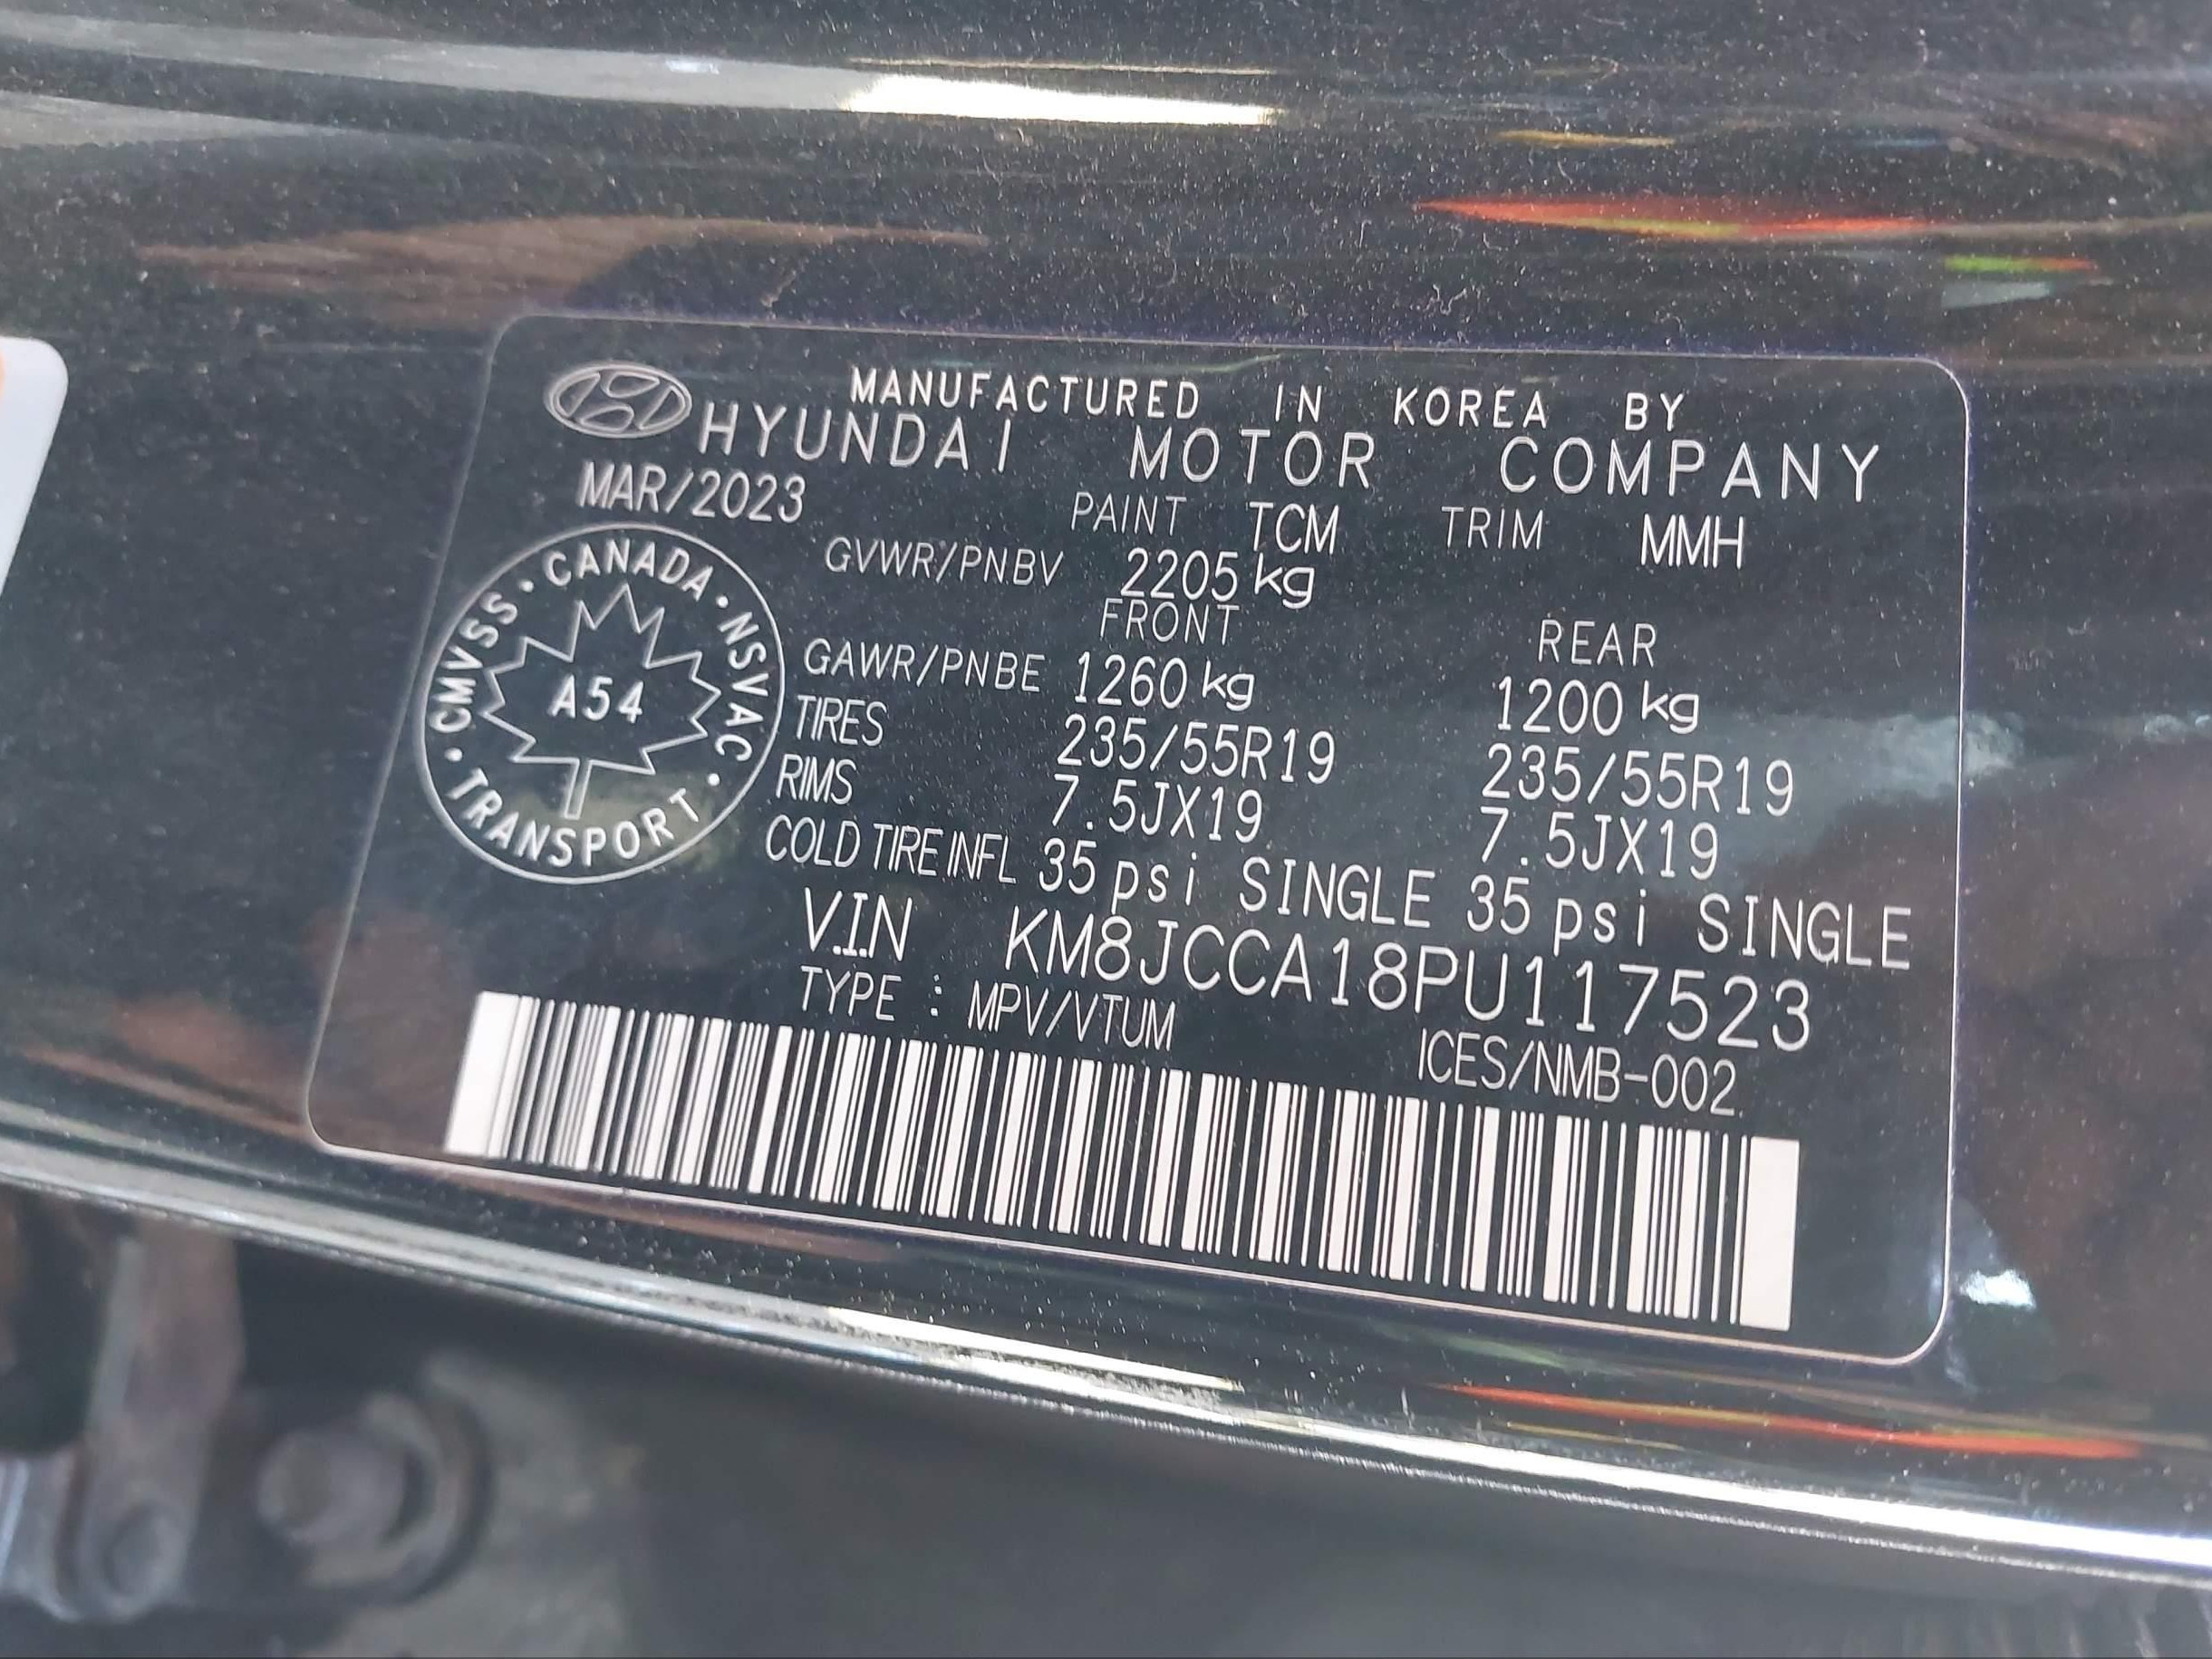 MANUFACTURED IN KOREA BY
HYUNDAI MOTOR COMPANY
MAR/2023 PAINT TCM TRIM MMH
GVWR/PNBV 2205 kg
FRONT REAR
GAWR/PNBE 1260 kg 1200 kg
TIRES 235/55R19 235/55R19
RIMS 7.5JX19 7.5JX19
COLD TIRE INFL 35 psi SINGLE 35 psi SINGLE
V.I.N KM8JCCA18PU117523
TYPE : MPV/VTUM ICES/NMB-002
CANADA · NSVAC · TRANSPORT · CMVSS ·
A54